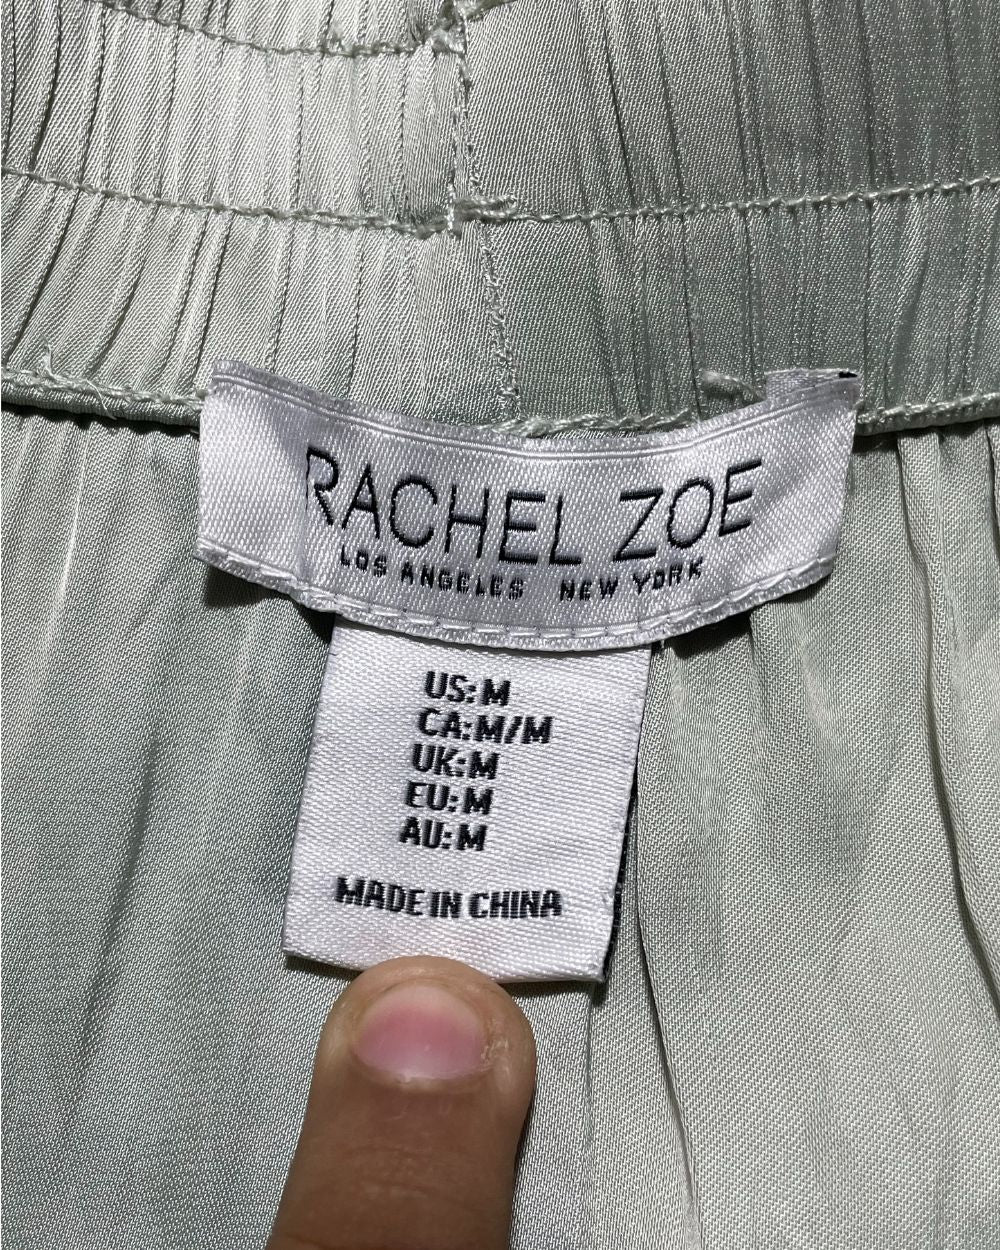 RACHEL ZOE
LOS ANGELES NEW YORK
US: M
CA: M/M
UK: M
EU: M
AU: M
MADE IN CHINA